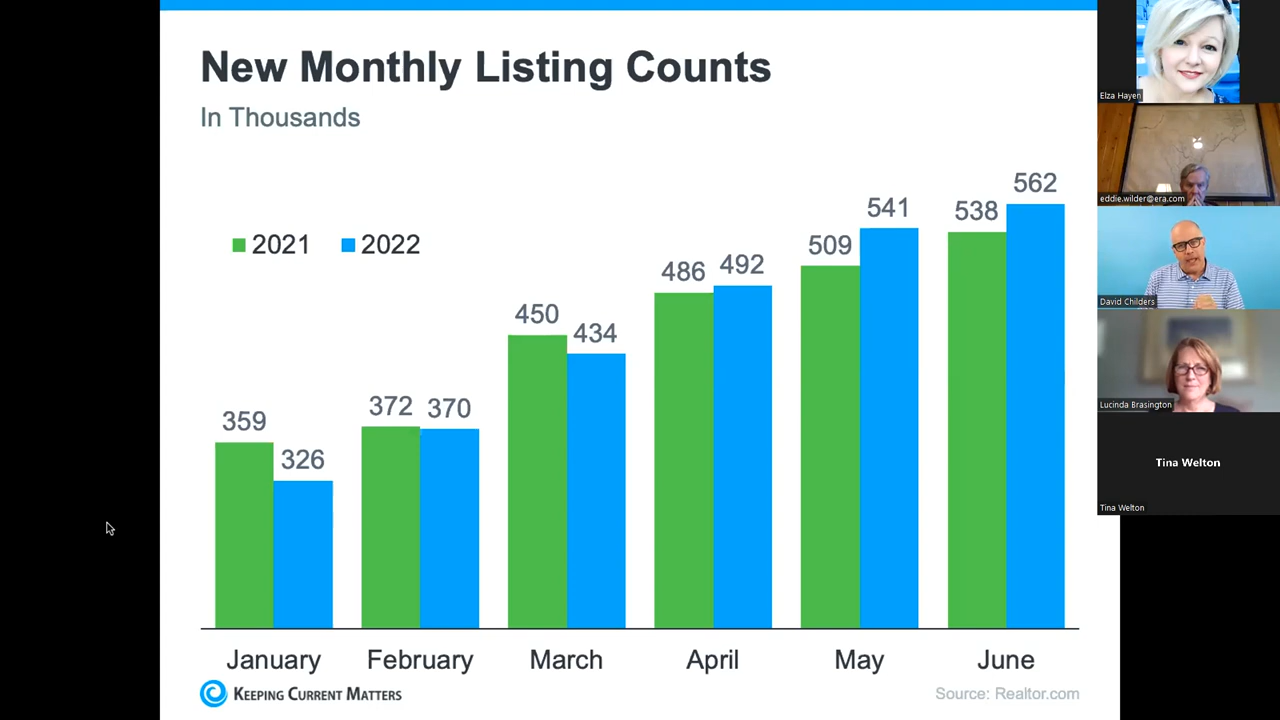 New Monthly Listing Counts
In Thousands
2021 2022
359 326 372 370 450 434 486 492 509 541 538 562
January February March April May June
KEEPING CURRENT MATTERS
Source: Realtor.com
Elza Hayen
eddie.wilder@era.com
David Childers
Lucinda Brasington
Tina Welton
Tina Welton